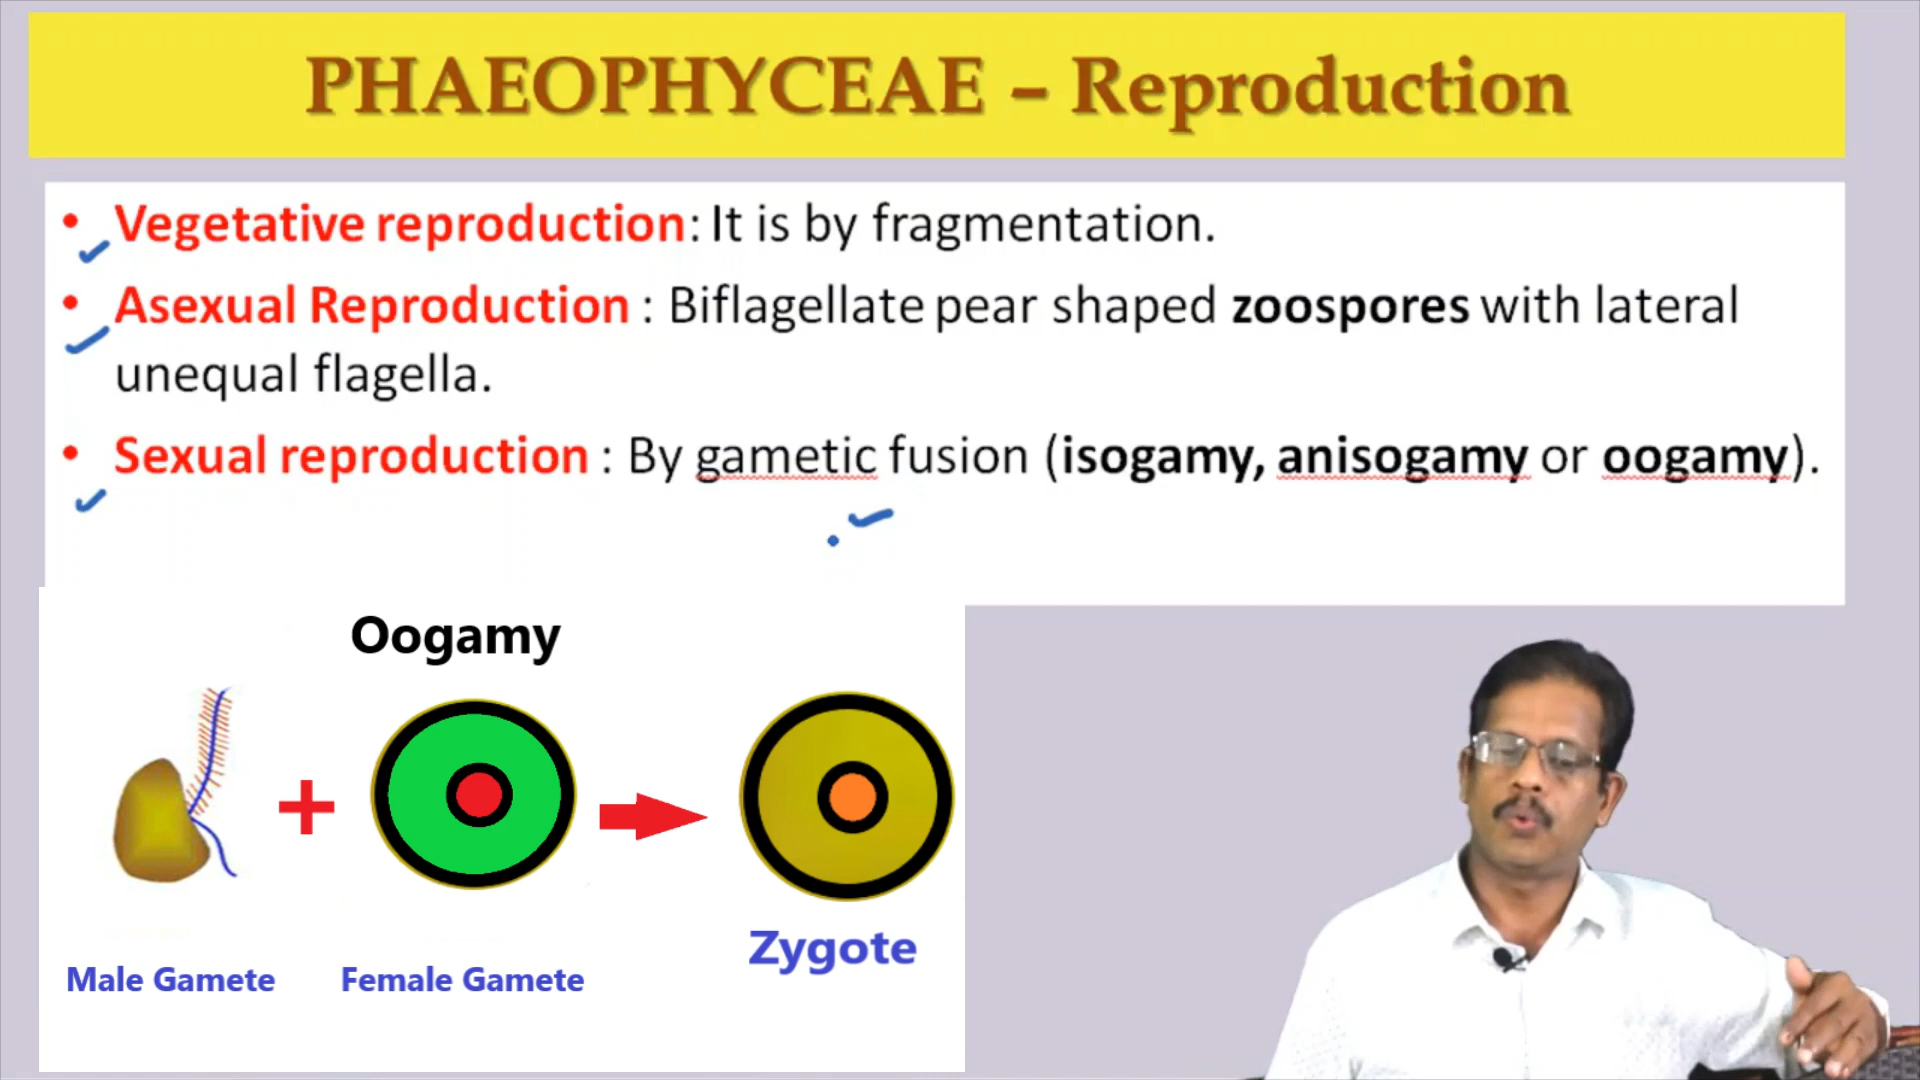 PHAEOPHYCEAE – Reproduction
• Vegetative reproduction: It is by fragmentation.
• Asexual Reproduction : Biflagellate pear shaped zoospores with lateral
unequal flagella.
• Sexual reproduction : By gametic fusion (isogamy, anisogamy or oogamy).
Oogamy
+
Male Gamete
Female Gamete
Zygote